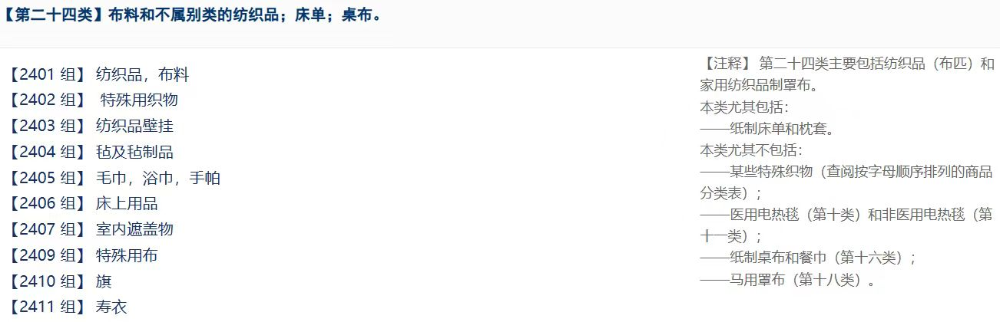 【第二十四类】布料和不属别类的纺织品；床单；桌布。
【2401 组】 纺织品，布料
【2402 组】 特殊用织物
【2403 组】 纺织品壁挂
【2404 组】 毡及毡制品
【2405 组】 毛巾，浴巾，手帕
【2406 组】 床上用品
【2407 组】 室内遮盖物
【2409 组】 特殊用布
【2410 组】 旗
【2411 组】 寿衣
【注释】 第二十四类主要包括纺织品（布匹）和
家用纺织品制罩布。
本类尤其包括：
——纸制床单和枕套。
本类尤其不包括：
——某些特殊织物（查阅按字母顺序排列的商品
分类表）；
——医用电热毯（第十类）和非医用电热毯（第
十一类）；
——纸制桌布和餐巾（第十六类）；
——马用罩布（第十八类）。